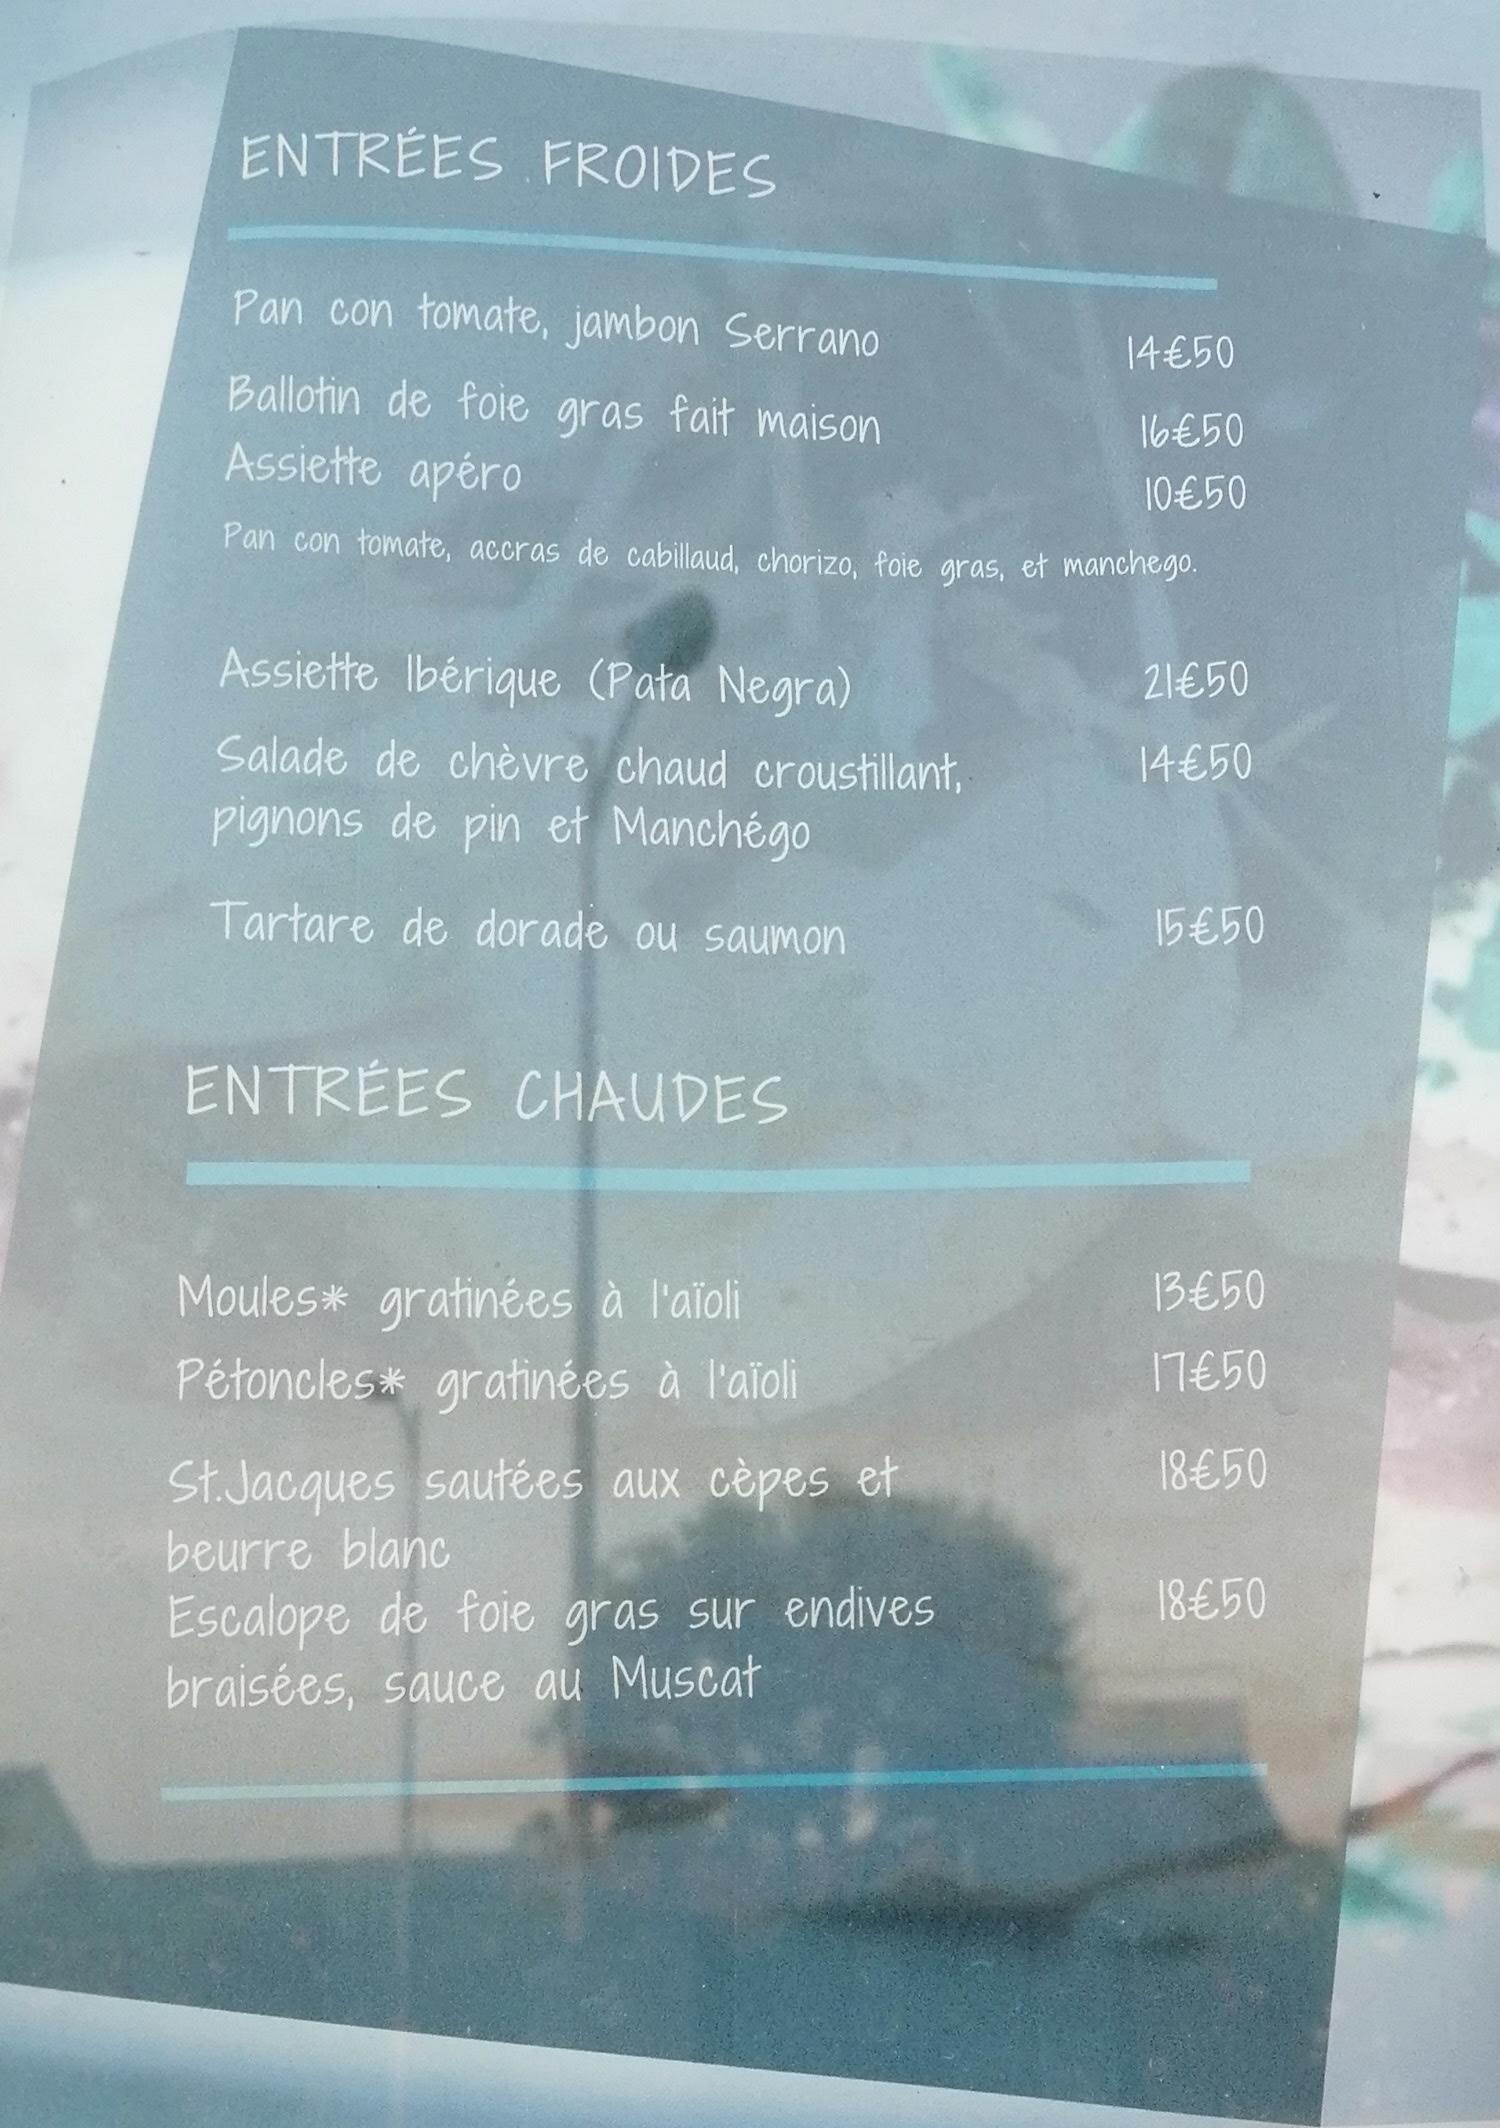 ENTRÉES FROIDES
Pan con tomate, jambon Serrano 14€50
Ballotin de foie gras fait maison 16€50
Assiette apéro 10€50
Pan con tomate, accras de cabillaud, chorizo, foie gras, et manchego.
Assiette Ibérique (Pata Negra) 21€50
Salade de chèvre chaud croustillant, 14€50
pignons de pin et Manchégo
Tartare de dorade ou saumon 15€50
ENTRÉES CHAUDES
Moules* gratinées à l'aïoli 13€50
Pétoncles* gratinées à l'aïoli 17€50
St.Jacques sautées aux cèpes et 18€50
beurre blanc
Escalope de foie gras sur endives 18€50
braisées, sauce au Muscat